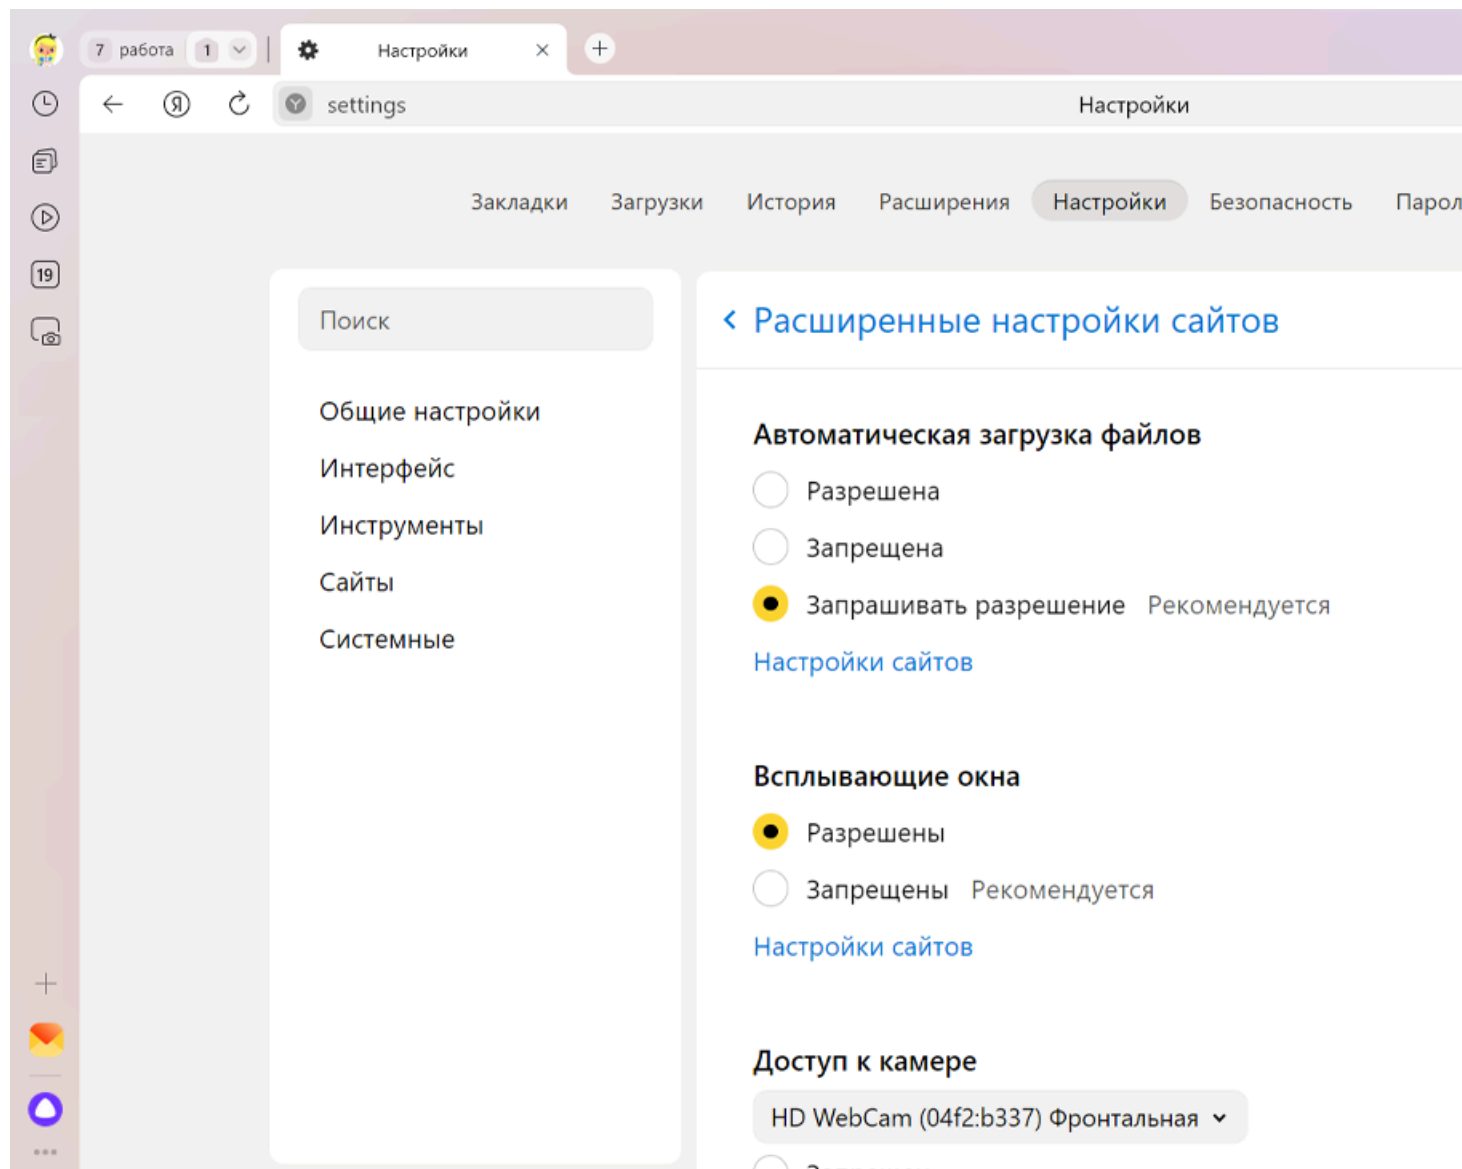 7 работа 1 Настройки
Я settings Настройки
19
Закладки Загрузки История Расширения Настройки Безопасность
Поиск
Общие настройки
Интерфейс
Инструменты
Сайты
Системные
Расширенные настройки сайтов
Автоматическая загрузка файлов
Разрешена
Запрещена
Запрашивать разрешение Рекомендуется
Настройки сайтов
Всплывающие окна
Разрешены
Запрещены Рекомендуется
Настройки сайтов
Доступ к камере
HD WebCam (04f2:b337) Фронтальная